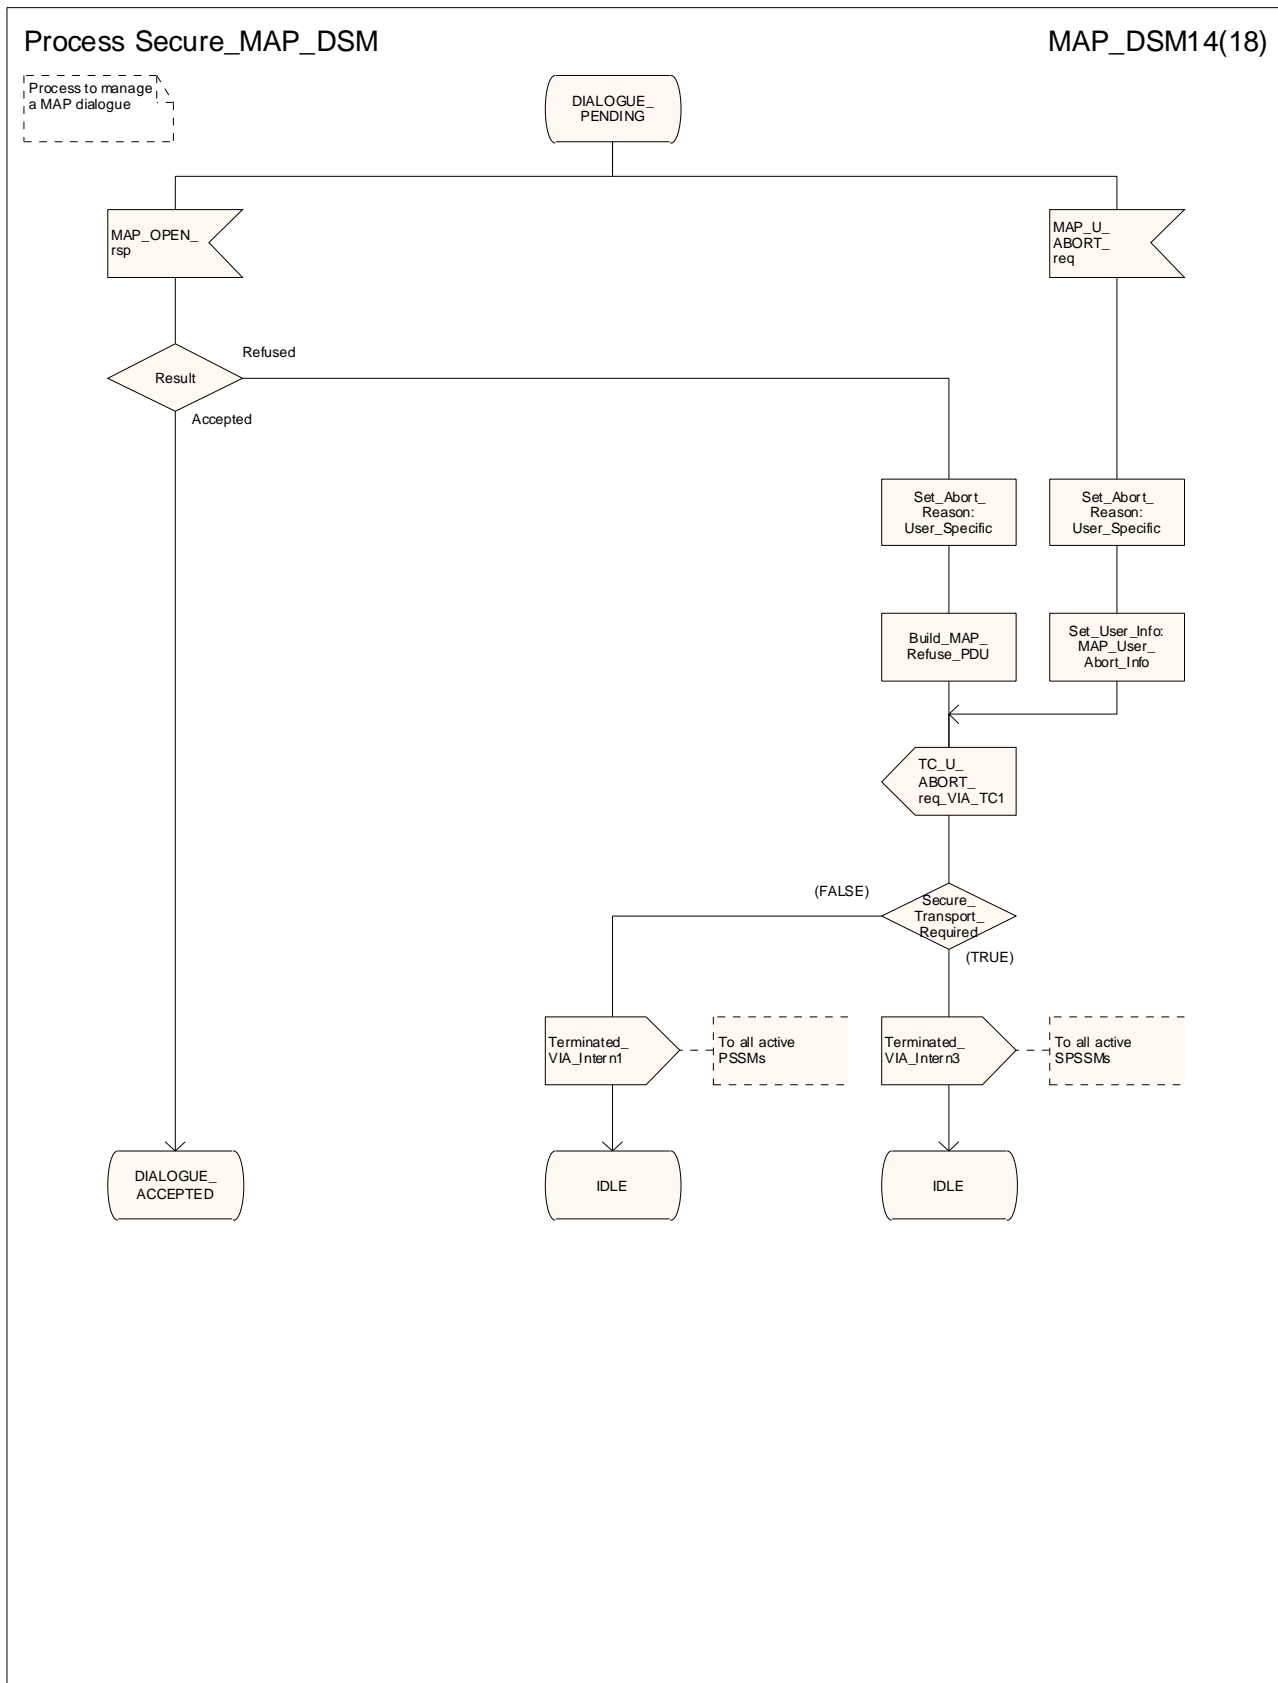 Process Secure_MAP_DSM
MAP_DSM14(18)
Process to manage
a MAP dialogue
DIALOGUE_
PENDING
MAP_OPEN_
rsp
MAP_U_
ABORT_
req
Result
Refused
Accepted
Set_Abort_
Reason:
User_Specific
Set_Abort_
Reason:
User_Specific
Build_MAP_
Refuse_PDU
Set_User_Info:
MAP_User_
Abort_Info
TC_U_
ABORT_
req_VIA_TC1
(FALSE)
Secure_
Transport_
Required
(TRUE)
Terminated_
VIA_Intern1
To all active
PSSMs
Terminated_
VIA_Intern3
To all active
SPSSMs
DIALOGUE_
ACCEPTED
IDLE
IDLE